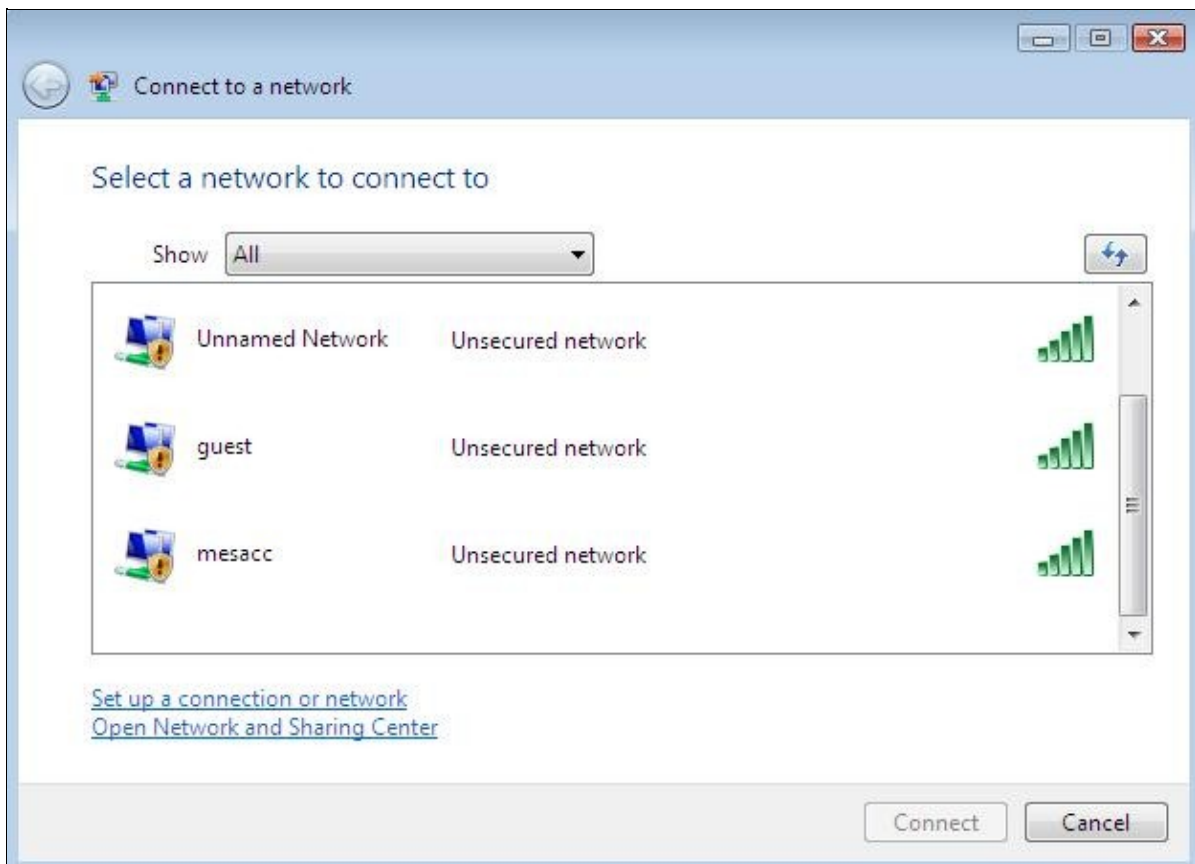 Connect to a network
Select a network to connect to
Show All
Unnamed Network Unsecured network
guest Unsecured network
mesacc Unsecured network
Set up a connection or network
Open Network and Sharing Center
Connect Cancel